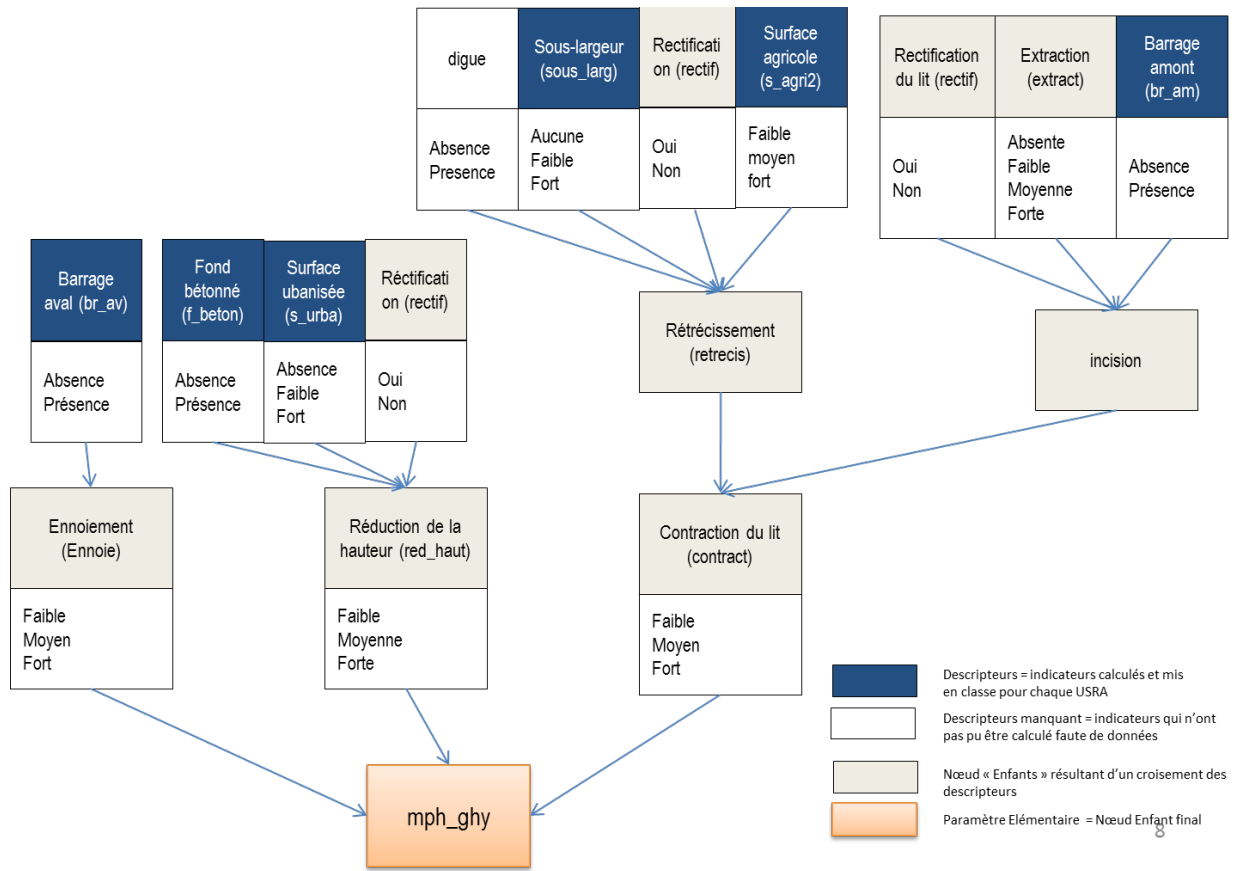 digue
Sous-largeur
(sous_larg)
Rectificati
on (rectif)
Surface
agricole
(s_agri2)
Absence
Presence
Aucune
Faible
Fort
Oui
Non
Faible
moyen
fort
Rectification
du lit (rectif)
Extraction
(extract)
Barrage
amont
(br_am)
Oui
Non
Absente
Faible
Moyenne
Forte
Absence
Présence
Barrage
aval (br_av)
Fond
bétonné
(f_beton)
Surface
ubanisée
(s_urba)
Réctificati
on (rectif)
Absence
Présence
Absence
Présence
Absence
Faible
Fort
Oui
Non
Rétrécissement
(retrecis)
incision
Ennoiement
(Ennoie)
Réduction de la
hauteur (red_haut)
Contraction du lit
(contract)
Faible
Moyen
Fort
Faible
Moyenne
Forte
Faible
Moyen
Fort
mph_ghy
Descripteurs = indicateurs calculés et mis
en classe pour chaque USRA
Descripteurs manquant = indicateurs qui n'ont
pas pu être calculé faute de données
Nœud « Enfants » résultant d'un croisement des
descripteurs
Paramètre Elémentaire = Nœud Enfant final
8